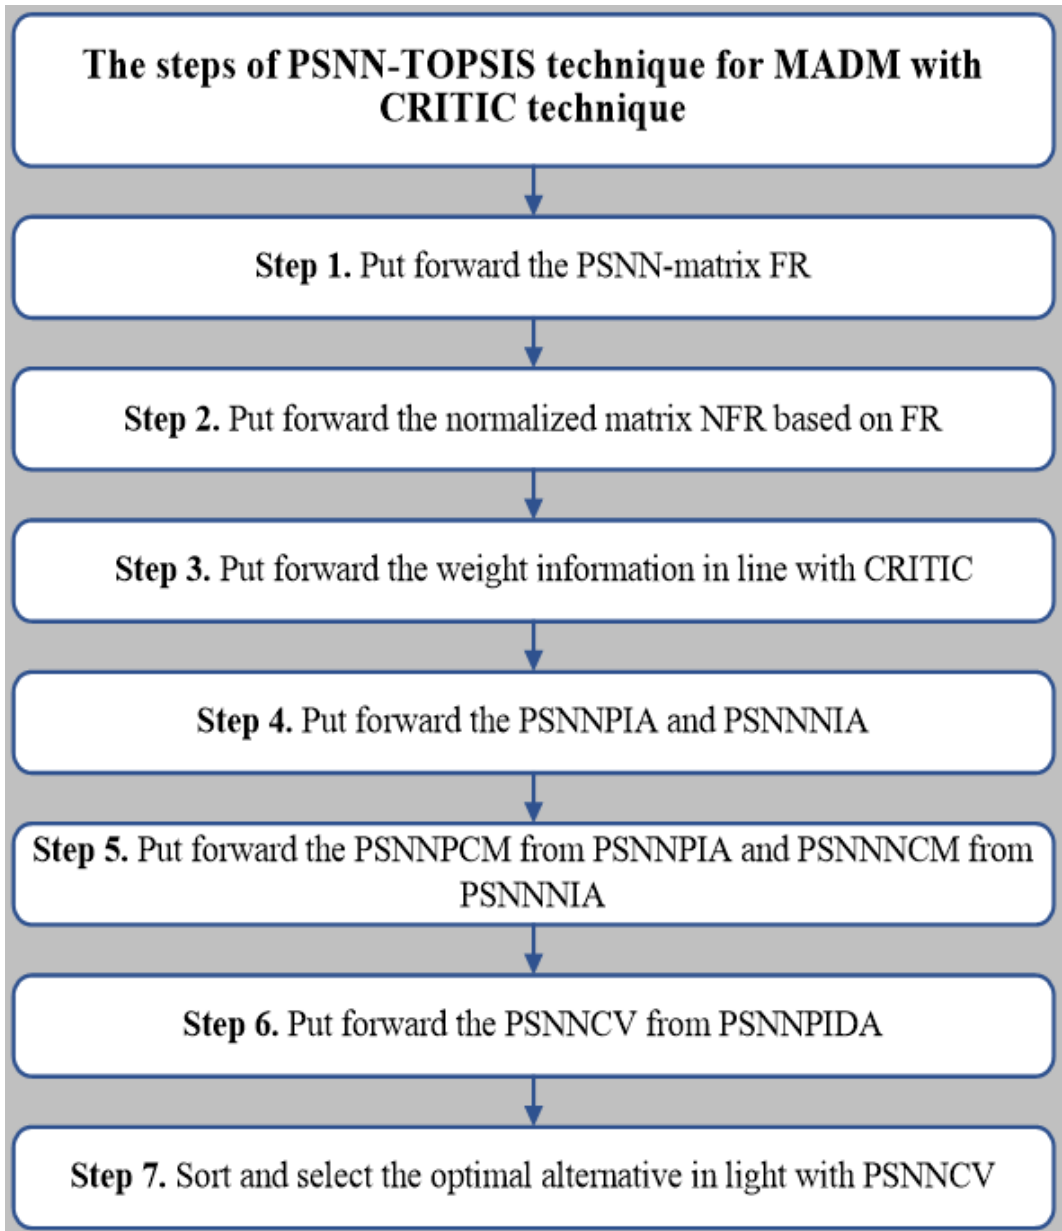 The steps of PSNN-TOPSIS technique for MADM with
CRITIC technique
Step 1. Put forward the PSNN-matrix FR
Step 2. Put forward the normalized matrix NFR based on FR
Step 3. Put forward the weight information in line with CRITIC
Step 4. Put forward the PSNNPIA and PSNNNIA
Step 5. Put forward the PSNNPCM from PSNNPIA and PSNNNCM from
PSNNNIA
Step 6. Put forward the PSNNCV from PSNNPIDA
Step 7. Sort and select the optimal alternative in light with PSNNCV